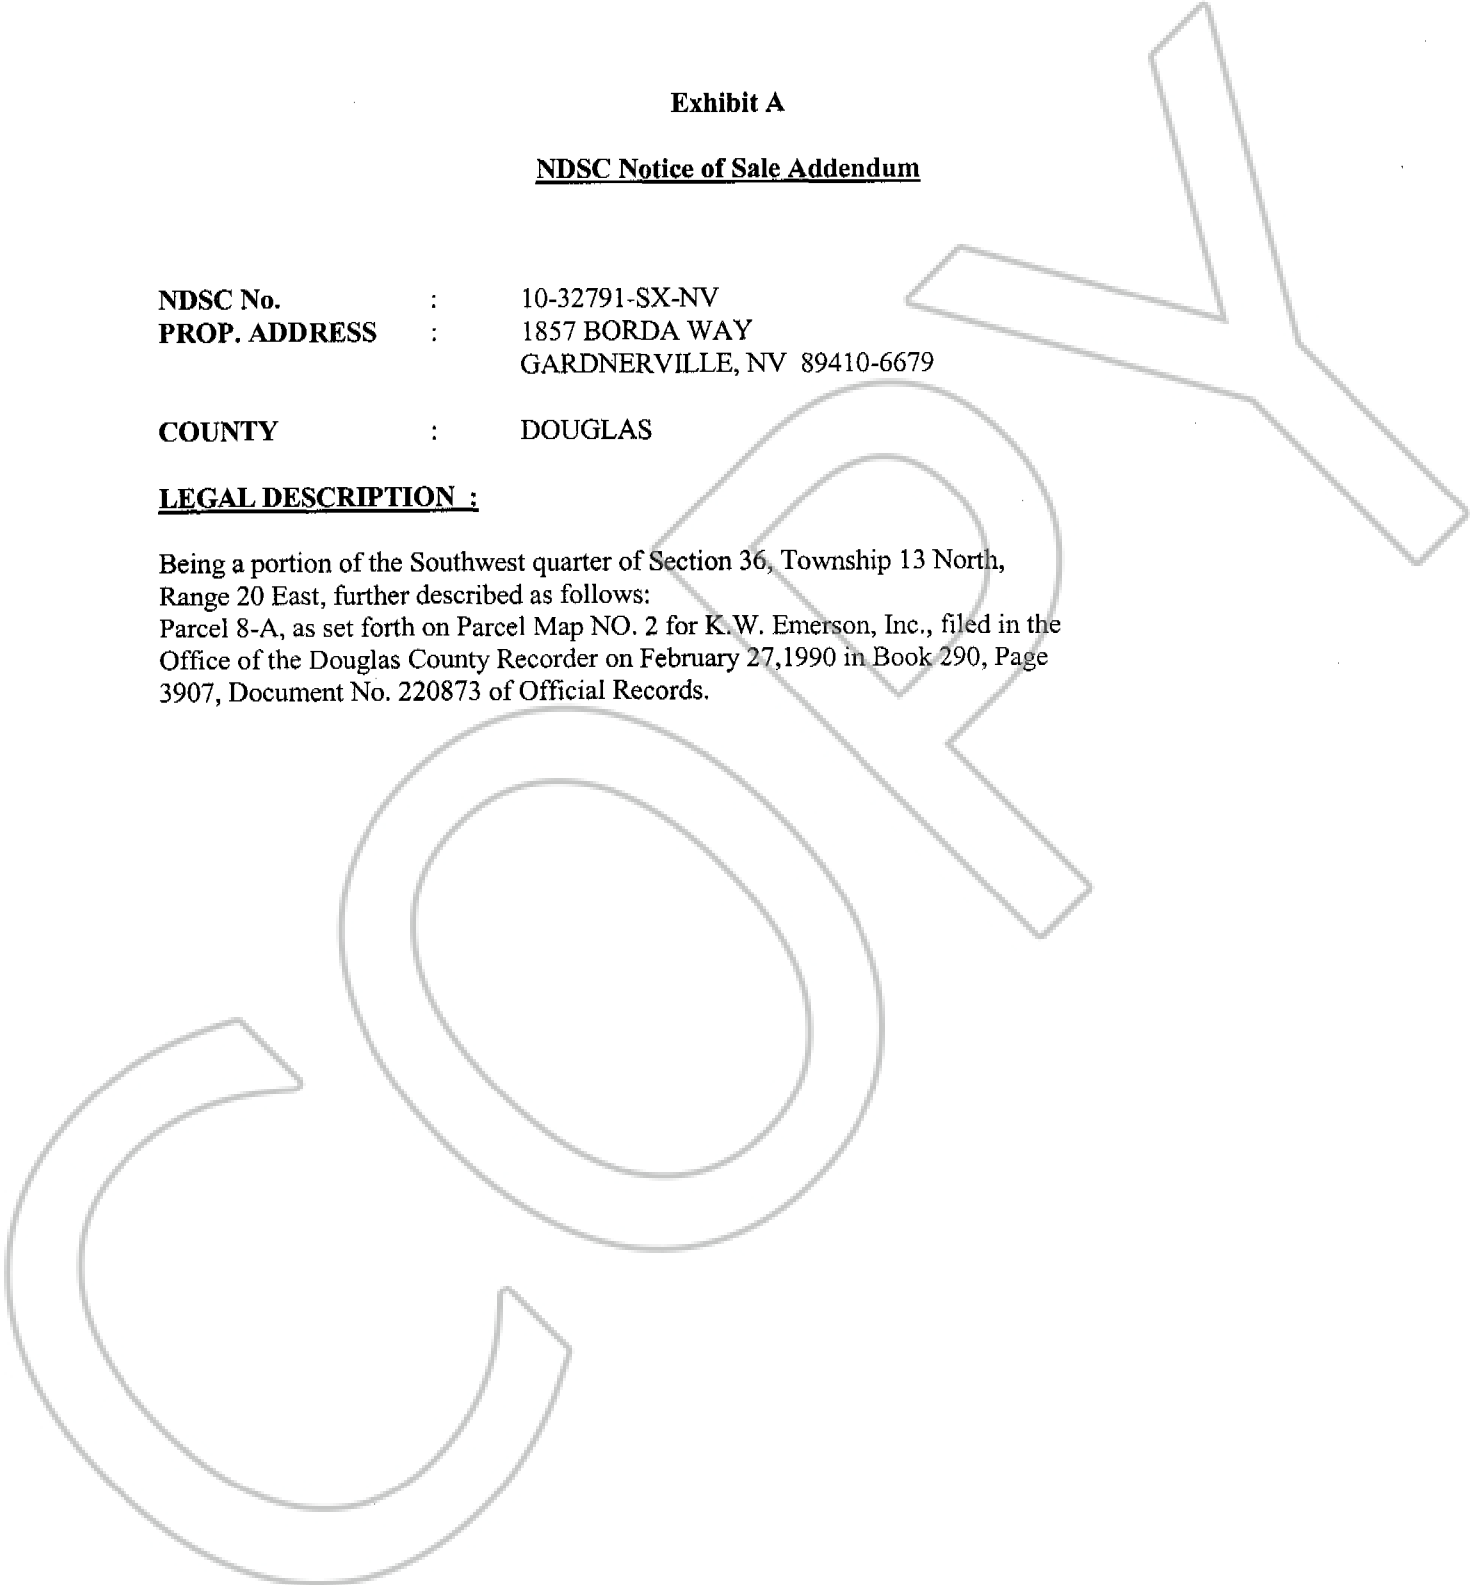 Exhibit A
NDSC Notice of Sale Addendum
NDSC No. : 10-32791-SX-NV
PROP. ADDRESS : 1857 BORDA WAY
GARDNERVILLE, NV 89410-6679
COUNTY : DOUGLAS
LEGAL DESCRIPTION :
Being a portion of the Southwest quarter of Section 36, Township 13 North,
Range 20 East, further described as follows:
Parcel 8-A, as set forth on Parcel Map NO. 2 for K.W. Emerson, Inc., filed in the
Office of the Douglas County Recorder on February 27,1990 in Book 290, Page
3907, Document No. 220873 of Official Records.
COPY